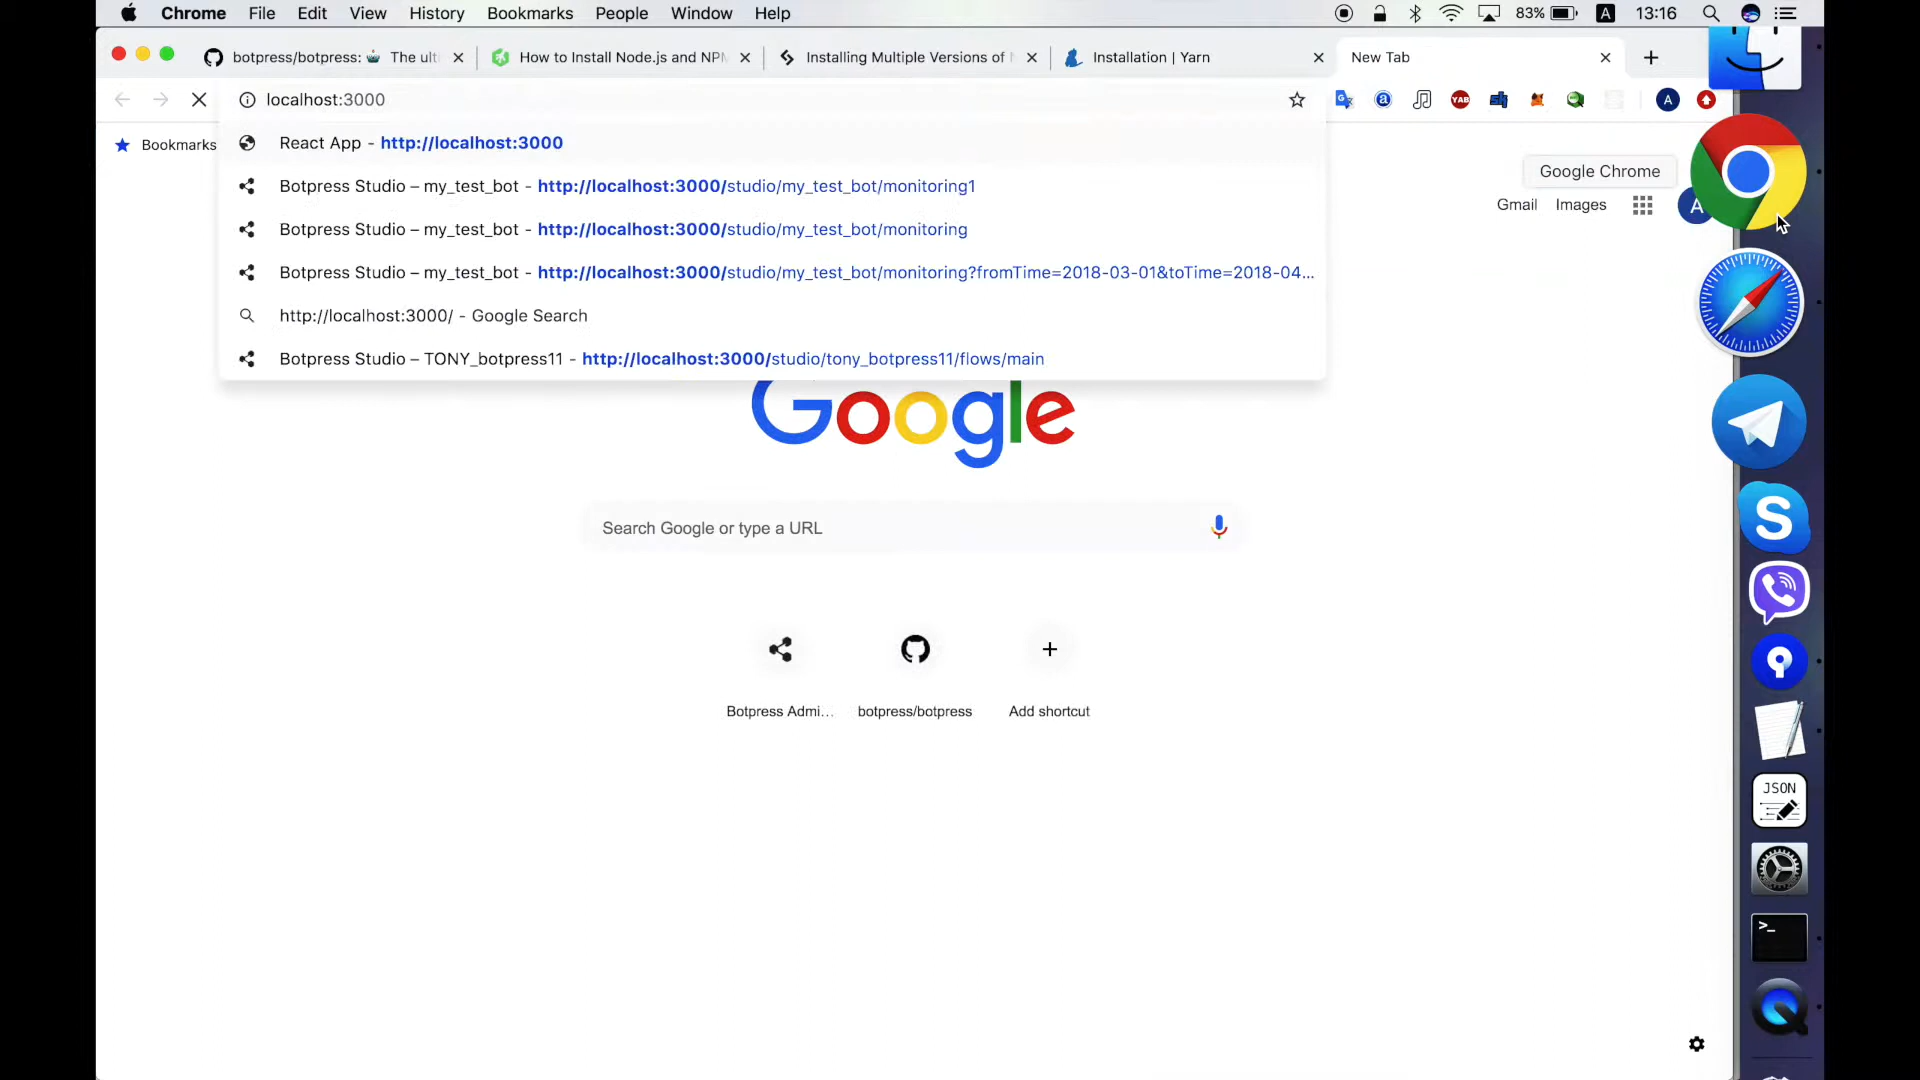 Chrome File Edit View History Bookmarks People Window Help 83% A 13:16
botpress/botpress: 🤖 The ulti How to Install Node.js and NPM Installing Multiple Versions of N Installation | Yarn New Tab
localhost:3000 a YAB A
Bookmarks
React App - http://localhost:3000
Botpress Studio – my_test_bot - http://localhost:3000/studio/my_test_bot/monitoring1
Google Chrome
Gmail Images A
Botpress Studio – my_test_bot - http://localhost:3000/studio/my_test_bot/monitoring
Botpress Studio – my_test_bot - http://localhost:3000/studio/my_test_bot/monitoring?fromTime=2018-03-01&toTime=2018-04...
http://localhost:3000/ - Google Search
Botpress Studio – TONY_botpress11 - http://localhost:3000/studio/tony_botpress11/flows/main
Google
Search Google or type a URL
Botpress Admi... botpress/botpress Add shortcut
JSON